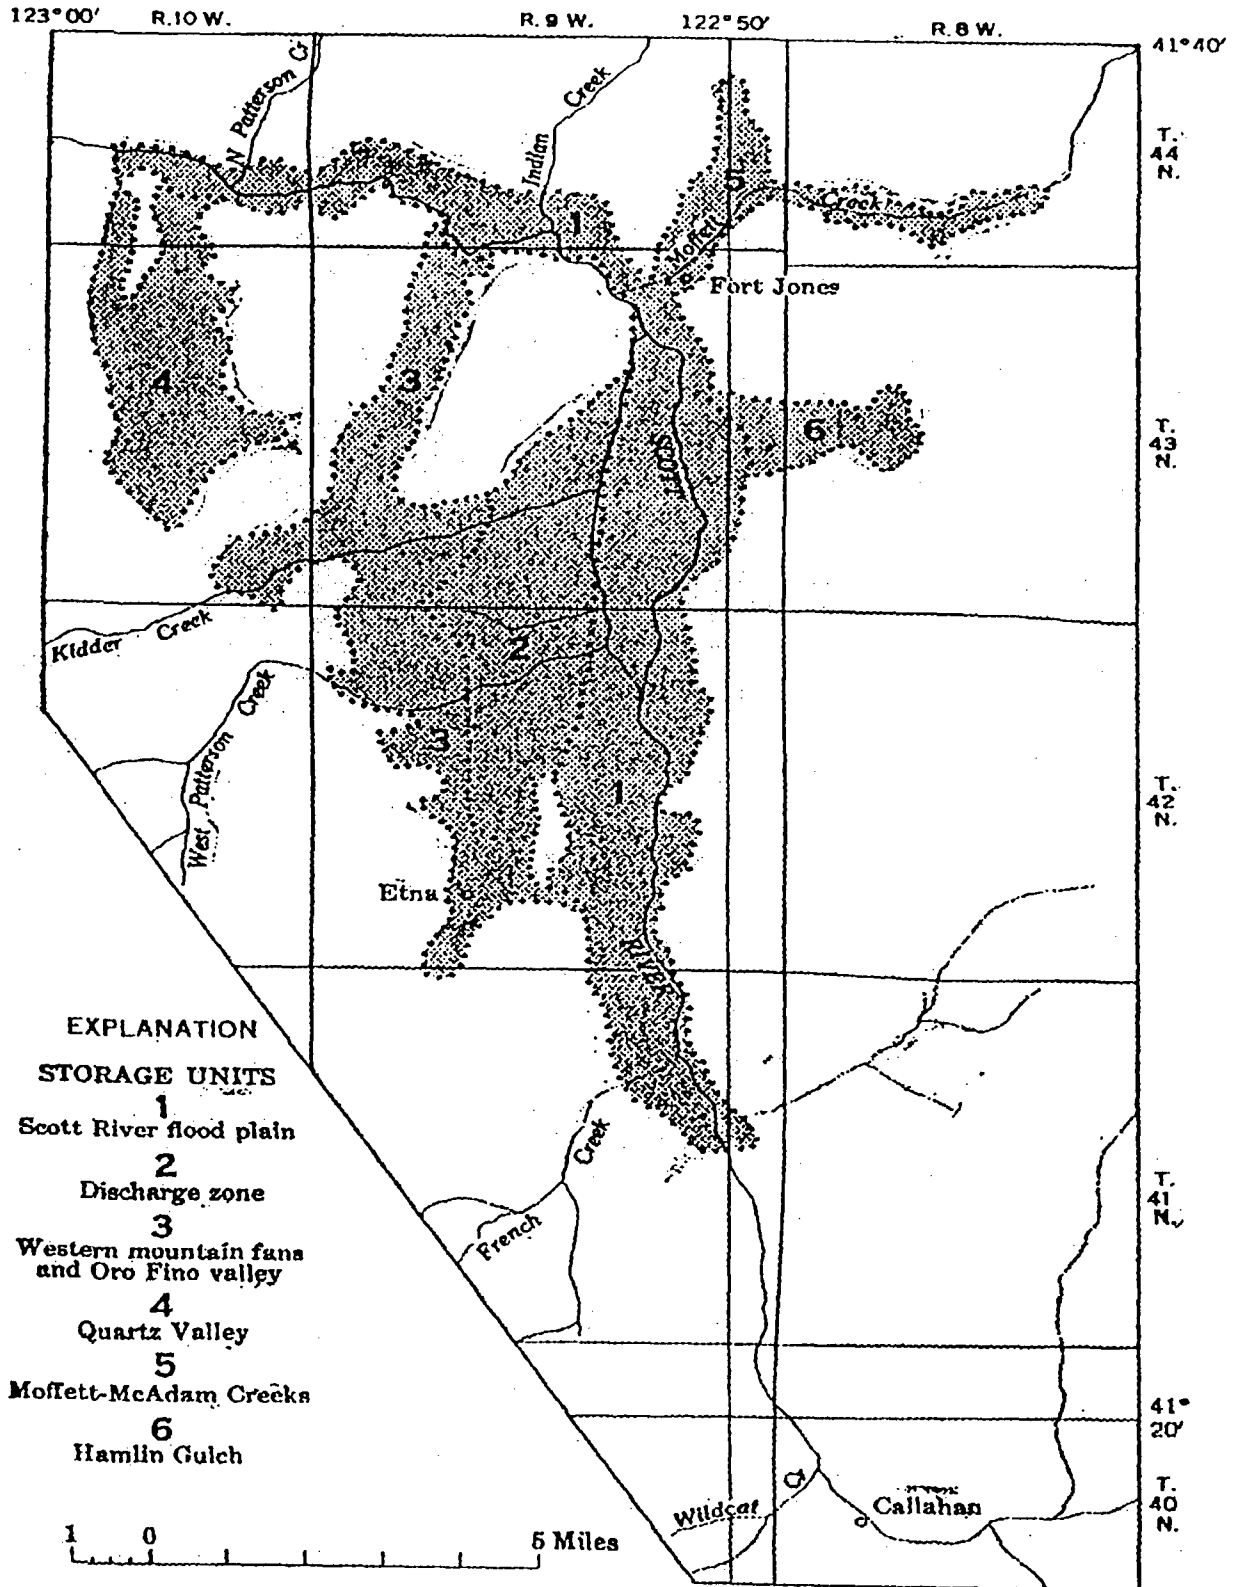 123°00'
R.10 W.
R.9 W.
122°50'
R.8 W.
41°40'
N Patterson Cr
Indian Creek
T.
44
N.
5
1
Moffett Creek
Fort Jones
4
3
6
SCOTT
T.
43
N.
Kidder Creek
2
West Patterson Creek
3
1
T.
42
N.
Etna
RIVER
EXPLANATION
STORAGE UNITS
1
Scott River flood plain
2
Discharge zone
3
Western mountain fans
and Oro Fino valley
4
Quartz Valley
5
Moffett-McAdam Creeks
6
Hamlin Gulch
French Creek
T.
41
N.
41°
20'
Wildcat Cr
Callahan
T.
40
N.
1 0 5 Miles